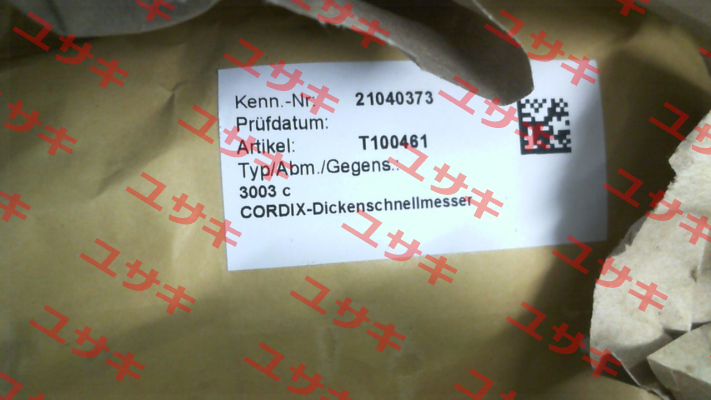 Kenn.-Nr.: 21040373
Prüfdatum:
Artikel: T100461
Typ/Abm./Gegens.:
3003 c
CORDIX-Dickenschnellmesser
ユサキ